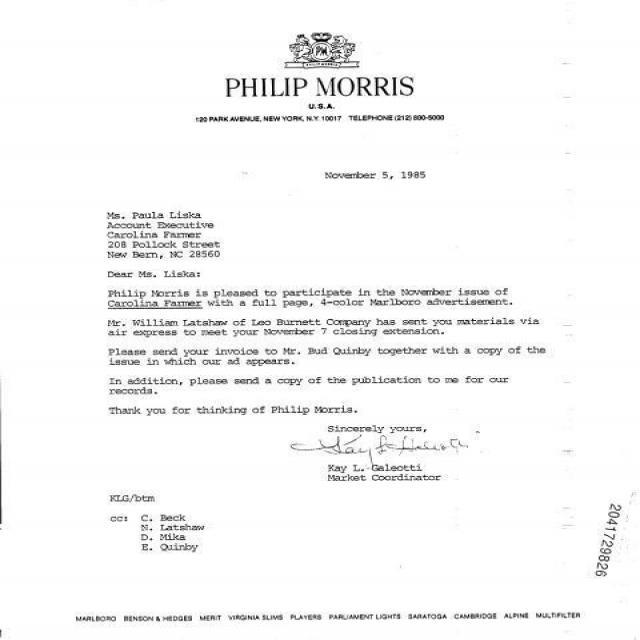 PM
PHILIP MORRIS
U.S.A.
120 PARK AVENUE, NEW YORK, N.Y. 10017 TELEPHONE (212) 880-5000
November 5, 1985
Ms. Paula Liska
Account Executive
Carolina Farmer
208 Pollock Street
New Bern, NC 28560
Dear Ms. Liska:
Philip Morris is pleased to participate in the November issue of
Carolina Farmer with a full page, 4-color Marlboro advertisement.
Mr. William Latshaw of Leo Burnett Company has sent you materials via
air express to meet your November 7 closing extension.
Please send your invoice to Mr. Bud Quinby together with a copy of the
issue in which our ad appears.
In addition, please send a copy of the publication to me for our
records.
Thank you for thinking of Philip Morris.
Sincerely yours,
Kay L Galeotti
Kay L. Galeotti
Market Coordinator
KLG/btm
cc: C. Beck
N. Latshaw
D. Mika
E. Quinby
2041729826
MARLBORO BENSON & HEDGES MERIT VIRGINIA SLIMS PLAYERS PARLIAMENT LIGHTS SARATOGA CAMBRIDGE ALPINE MULTIFILTER